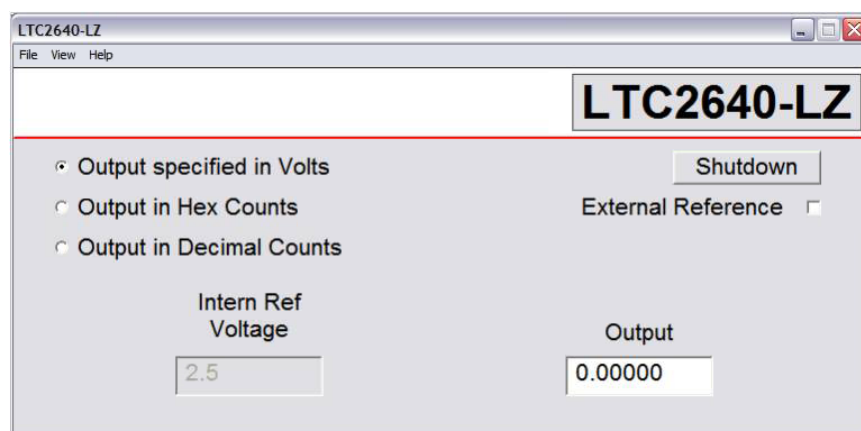 LTC2640-LZ
File View Help
LTC2640-LZ
Output specified in Volts
Shutdown
Output in Hex Counts
External Reference
Output in Decimal Counts
Intern Ref
Voltage
Output
2.5
0.00000